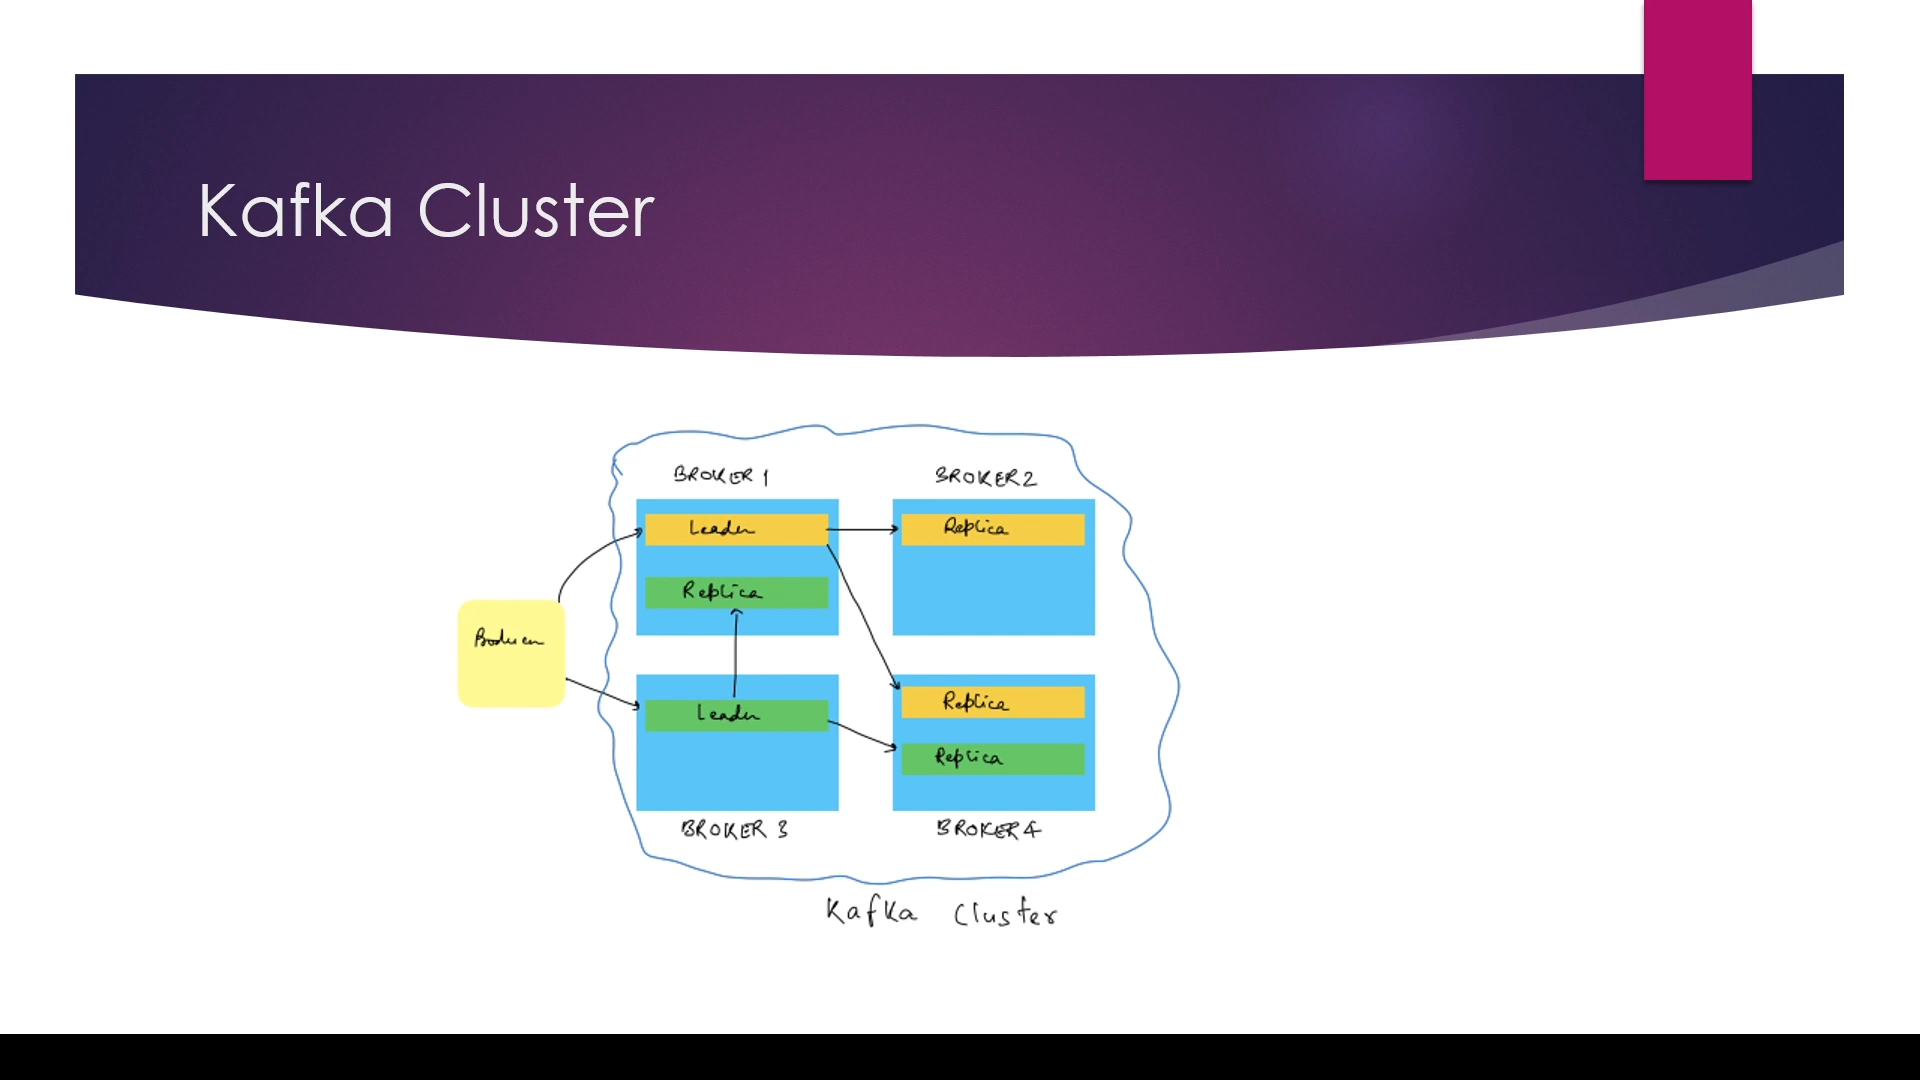 Kafka Cluster
BROKER 1
BROKER 2
Leader
Replica
Replica
Producer
Leader
Replica
Replica
BROKER 3
BROKER 4
Kafka Cluster